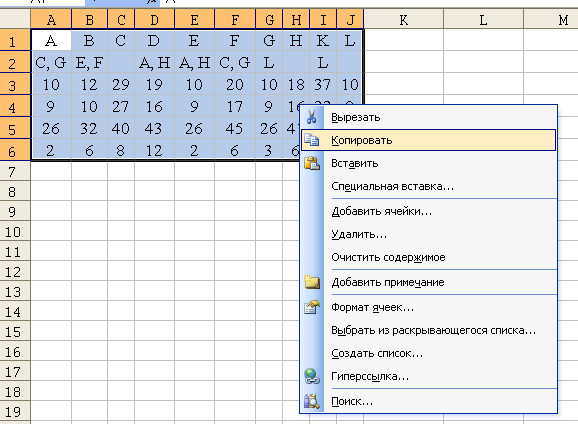 A B C D E F G H I J K L M
1 A B C D E F G H K L
2 C, G E, F A, H A, H C, G L L
3 10 12 29 19 10 20 10 18 37 10
4 9 10 27 16 9 17 9
Вырезать
5 26 32 40 43 26 45 26
Копировать
6 2 6 8 12 2 6 3 6
7
Вставить
8
Специальная вставка...
9
Добавить ячейки...
10
Удалить...
11
Очистить содержимое
12
Добавить примечание
13
Формат ячеек...
14
Выбрать из раскрывающегося списка...
15
16
Создать список...
17
Гиперссылка...
18
Поиск...
19